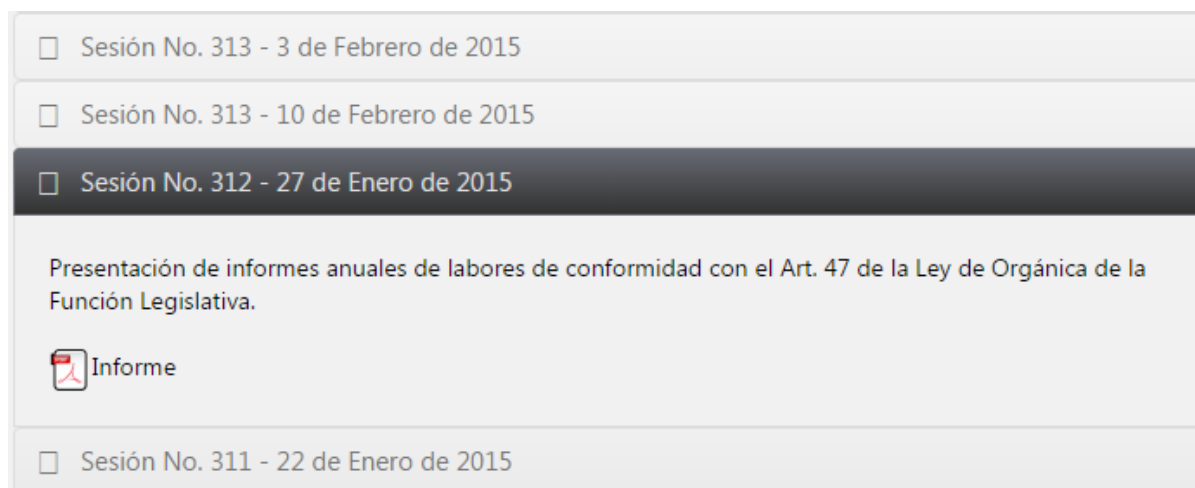 Sesión No. 313 - 3 de Febrero de 2015
Sesión No. 313 - 10 de Febrero de 2015
Sesión No. 312 - 27 de Enero de 2015
Presentación de informes anuales de labores de conformidad con el Art. 47 de la Ley de Orgánica de la
Función Legislativa.
Informe
Sesión No. 311 - 22 de Enero de 2015